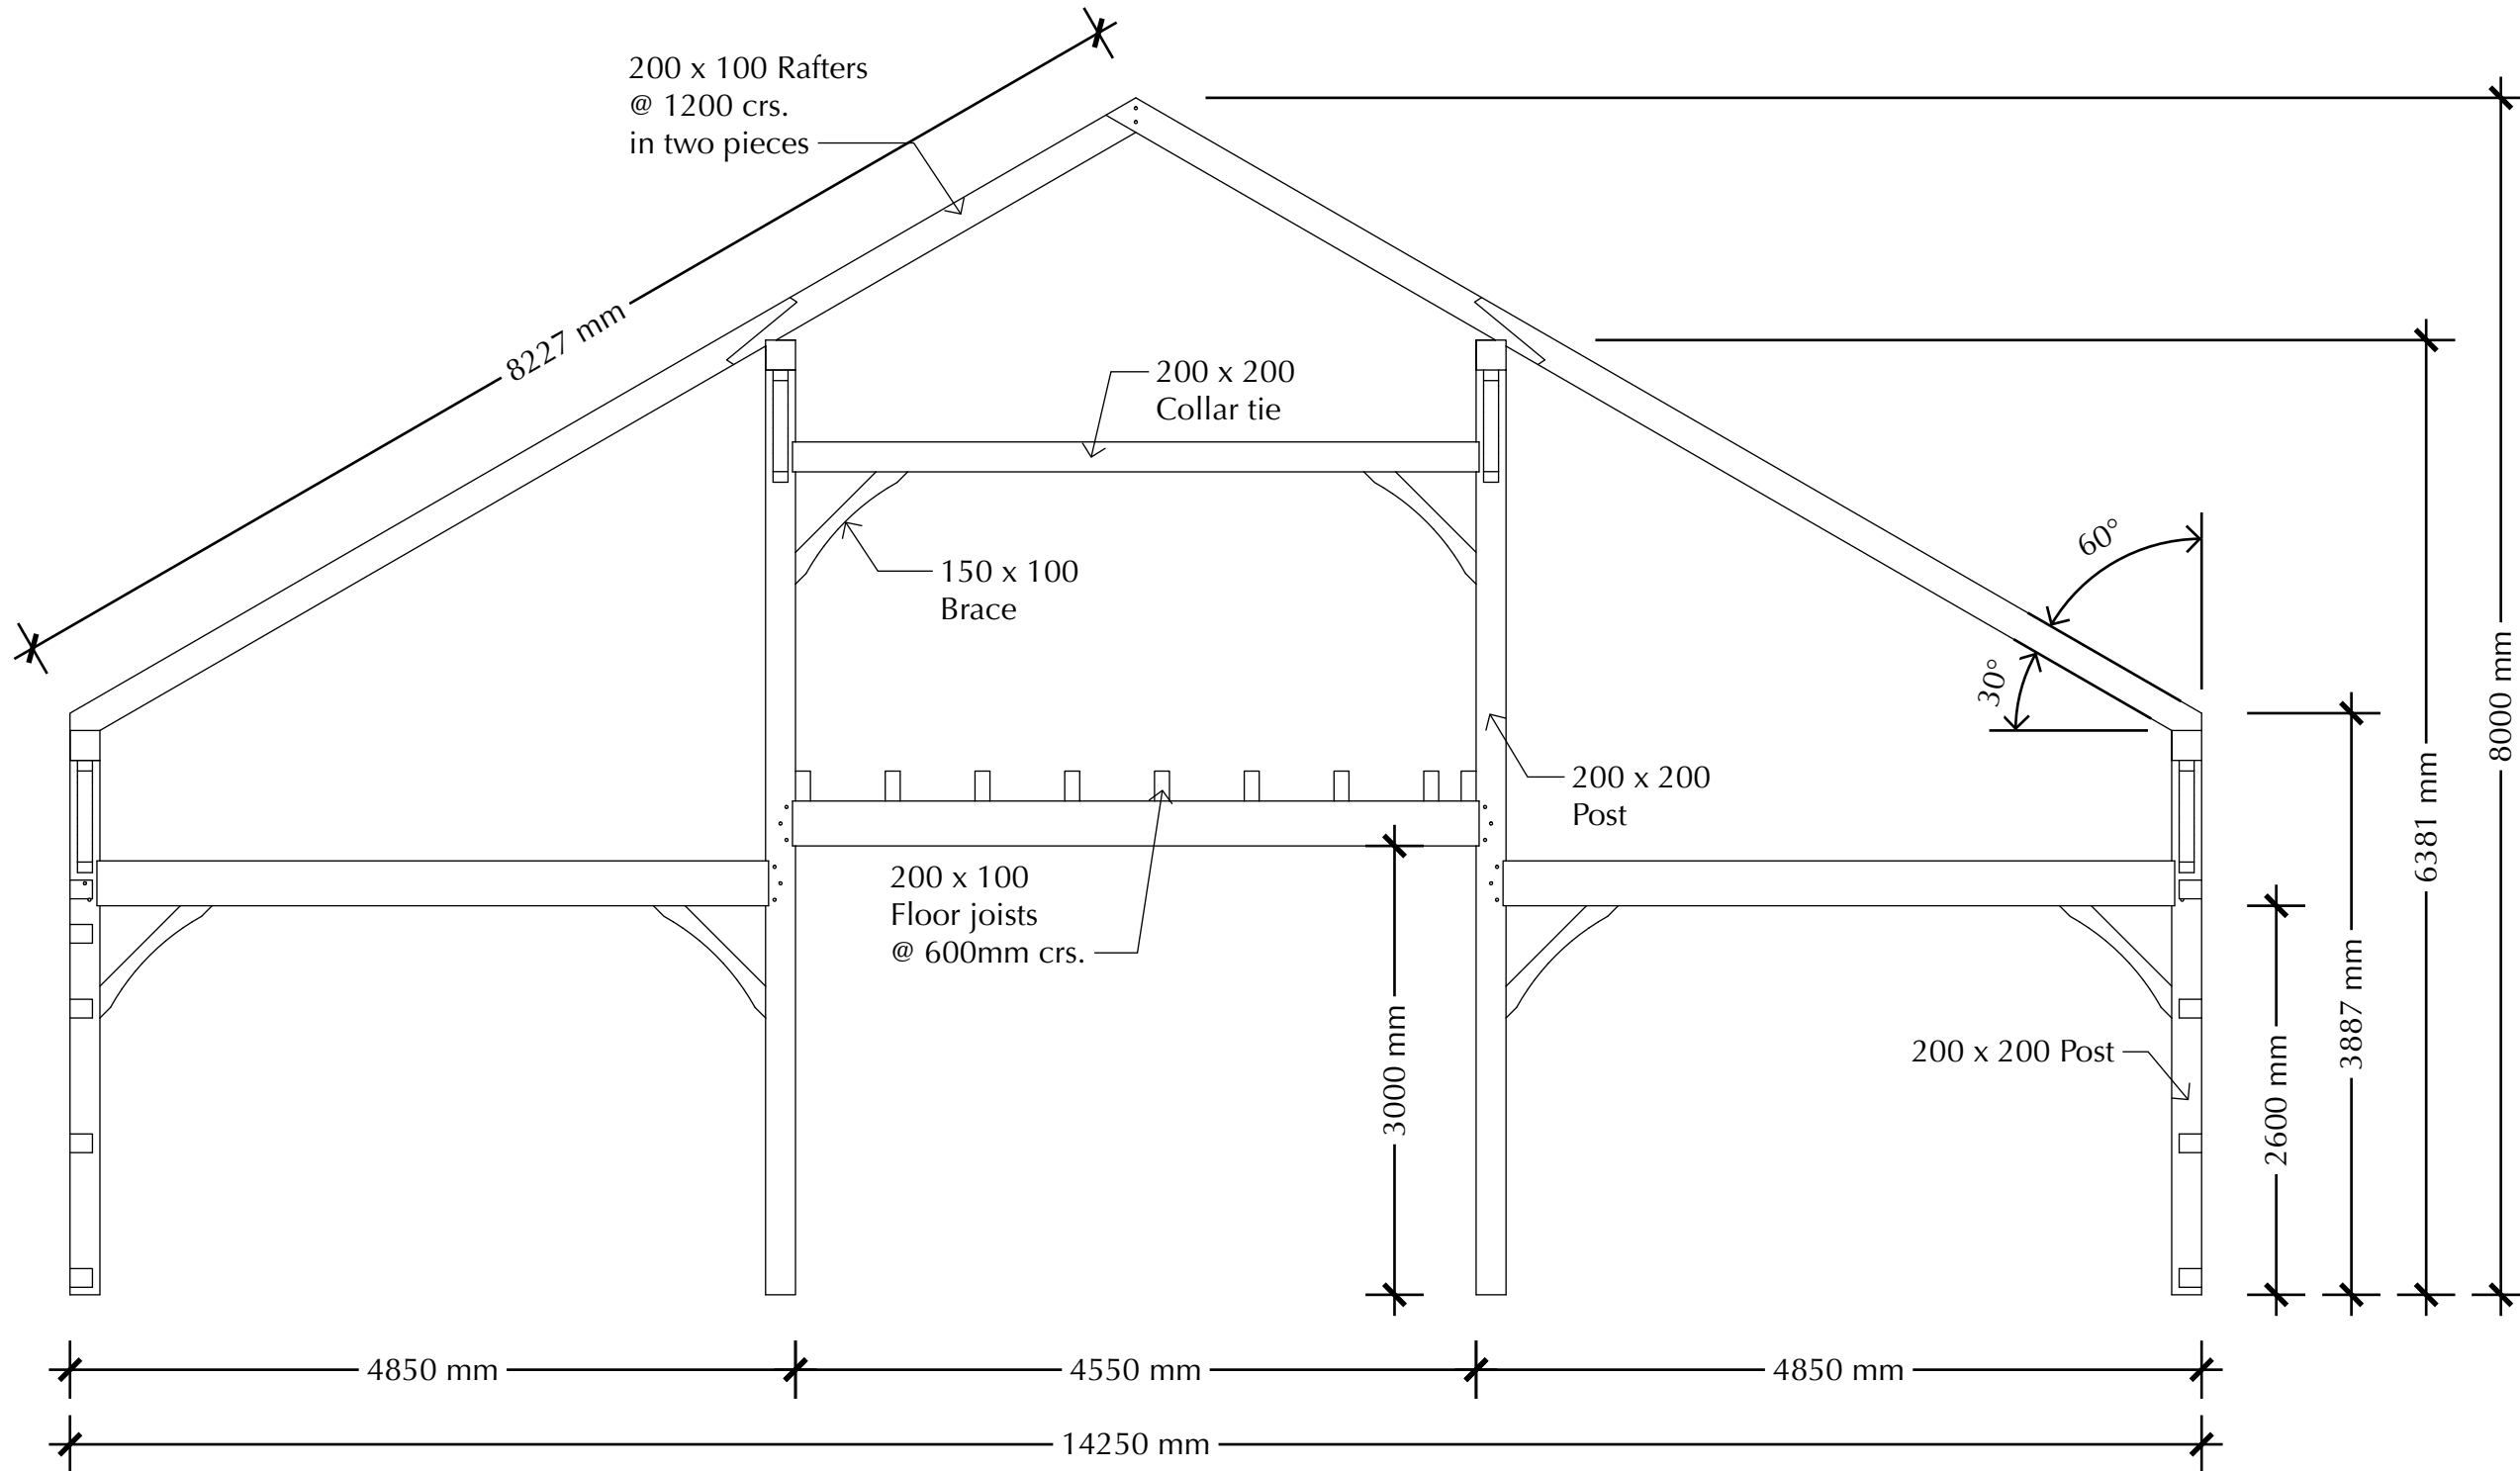 200 x 100 Rafters
@ 1200 crs.
in two pieces
8227 mm
200 x 200
Collar tie
150 x 100
Brace
60°
30°
200 x 200
Post
200 x 100
Floor joists
@ 600mm crs.
200 x 200 Post
3000 mm
2600 mm
3887 mm
6381 mm
8000 mm
4850 mm
4550 mm
4850 mm
14250 mm